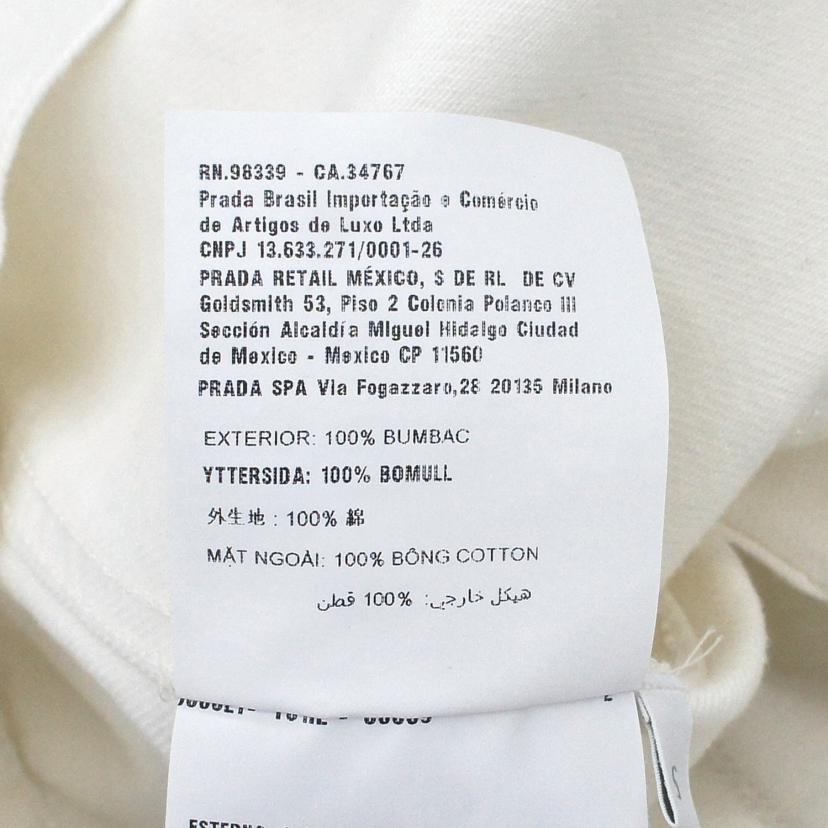 RN.98339 - CA.34767
Prada Brasil Importação e Comércio
de Artigos de Luxo Ltda
CNPJ 13.633.271/0001-26
PRADA RETAIL MÉXICO, S DE RL DE CV
Goldsmith 53, Piso 2 Colonia Polanco III
Sección Alcaldía Miguel Hidalgo Ciudad
de Mexico - Mexico CP 11560
PRADA SPA Via Fogazzaro,28 20135 Milano
EXTERIOR: 100% BUMBAC
YTTERSIDA: 100% BOMULL
外生地 : 100% 綿
MẶT NGOÀI: 100% BÔNG COTTON
هيكل خارجي: 100% قطن